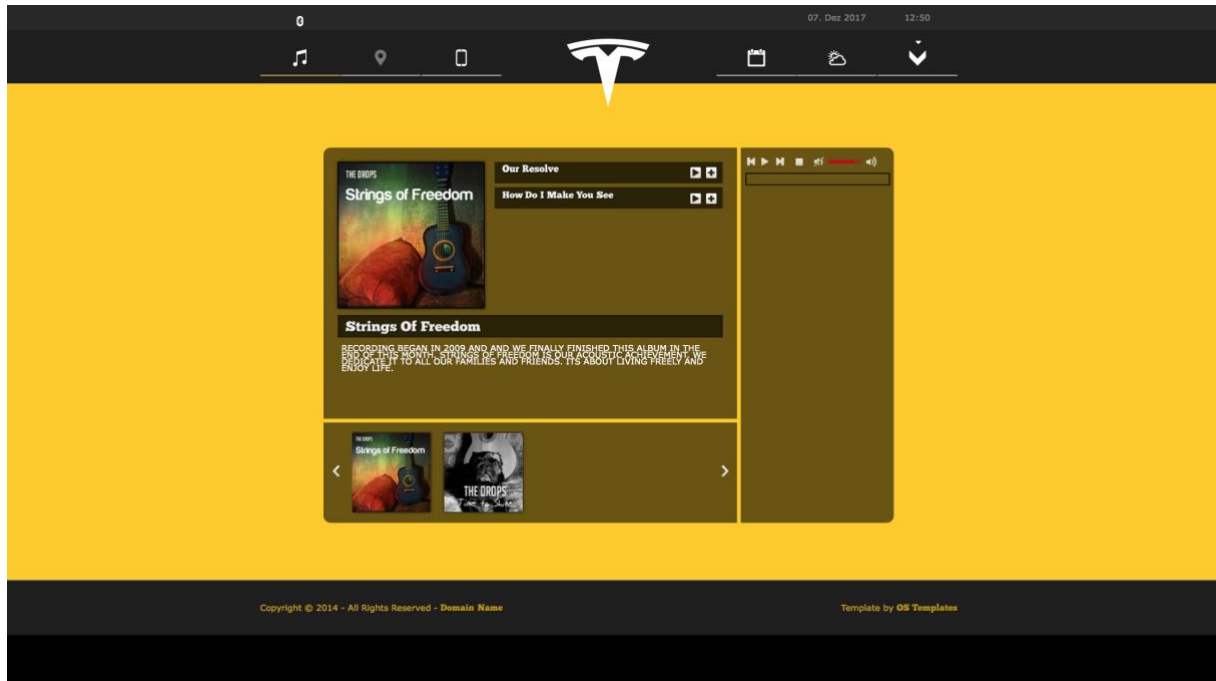 07. Dez 2017 12:50
THE DROPS
Strings of Freedom
Our Resolve
How Do I Make You See
Strings Of Freedom
RECORDING BEGAN IN 2009 AND AND WE FINALLY FINISHED THIS ALBUM IN THE
END OF THIS MONTH. STRINGS OF FREEDOM IS OUR ACOUSTIC ACHIEVEMENT. WE
DEDICATE IT TO ALL OUR FAMILIES AND FRIENDS. ITS ABOUT LIVING FREELY AND
ENJOY LIFE.
THE DROPS
Strings of Freedom
THE DROPS
Time to Shine
Copyright © 2014 - All Rights Reserved - Domain Name
Template by OS Templates